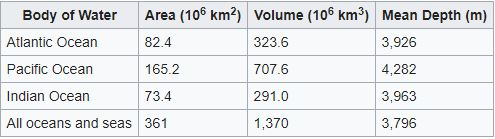 Body of Water Area (10⁶ km²) Volume (10⁶ km³) Mean Depth (m)
Atlantic Ocean 82.4 323.6 3,926
Pacific Ocean 165.2 707.6 4,282
Indian Ocean 73.4 291.0 3,963
All oceans and seas 361 1,370 3,796